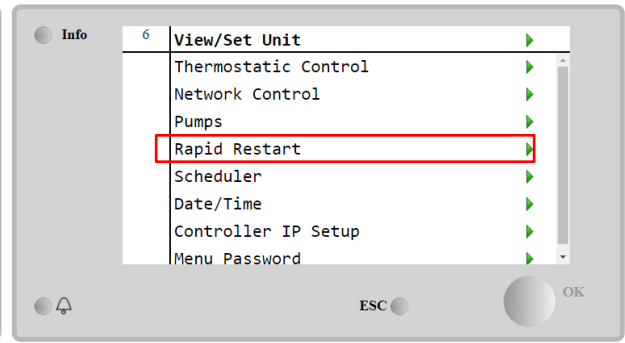 Info
6 View/Set Unit
Thermostatic Control
Network Control
Pumps
Rapid Restart
Scheduler
Date/Time
Controller IP Setup
Menu Password
ESC
OK